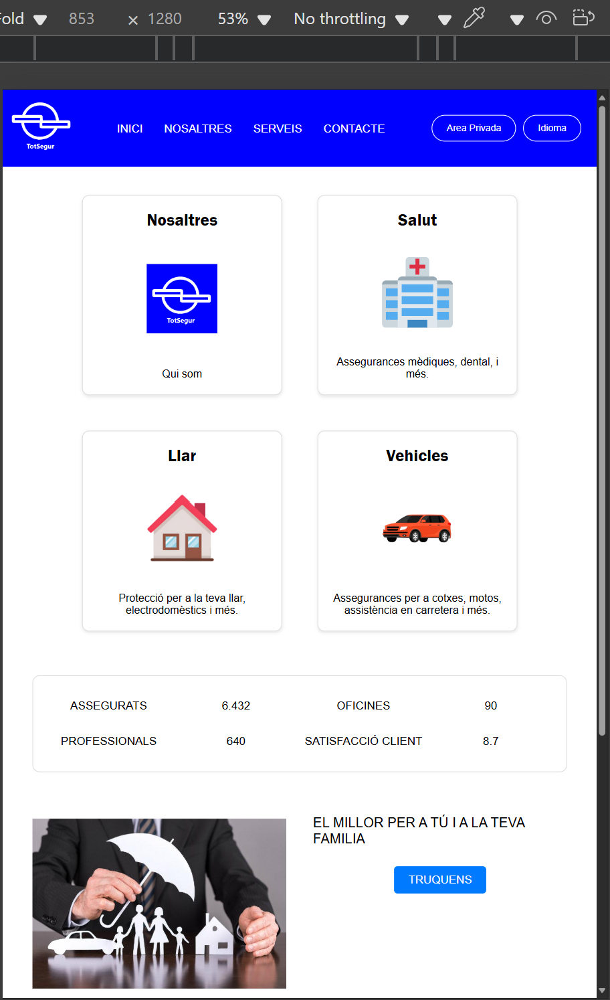 Fold 853 × 1280 53% No throttling
TotSegur
INICI NOSALTRES SERVEIS CONTACTE Area Privada Idioma
Nosaltres
TotSegur
Qui som
Salut
Assegurances mèdiques, dental, i
més.
Llar
Protecció per a la teva llar,
electrodomèstics i més.
Vehicles
Assegurances per a cotxes, motos,
assistència en carretera i més.
ASSEGURATS 6.432 OFICINES 90
PROFESSIONALS 640 SATISFACCIÓ CLIENT 8.7
EL MILLOR PER A TÚ I A LA TEVA
FAMILIA
TRUQUENS